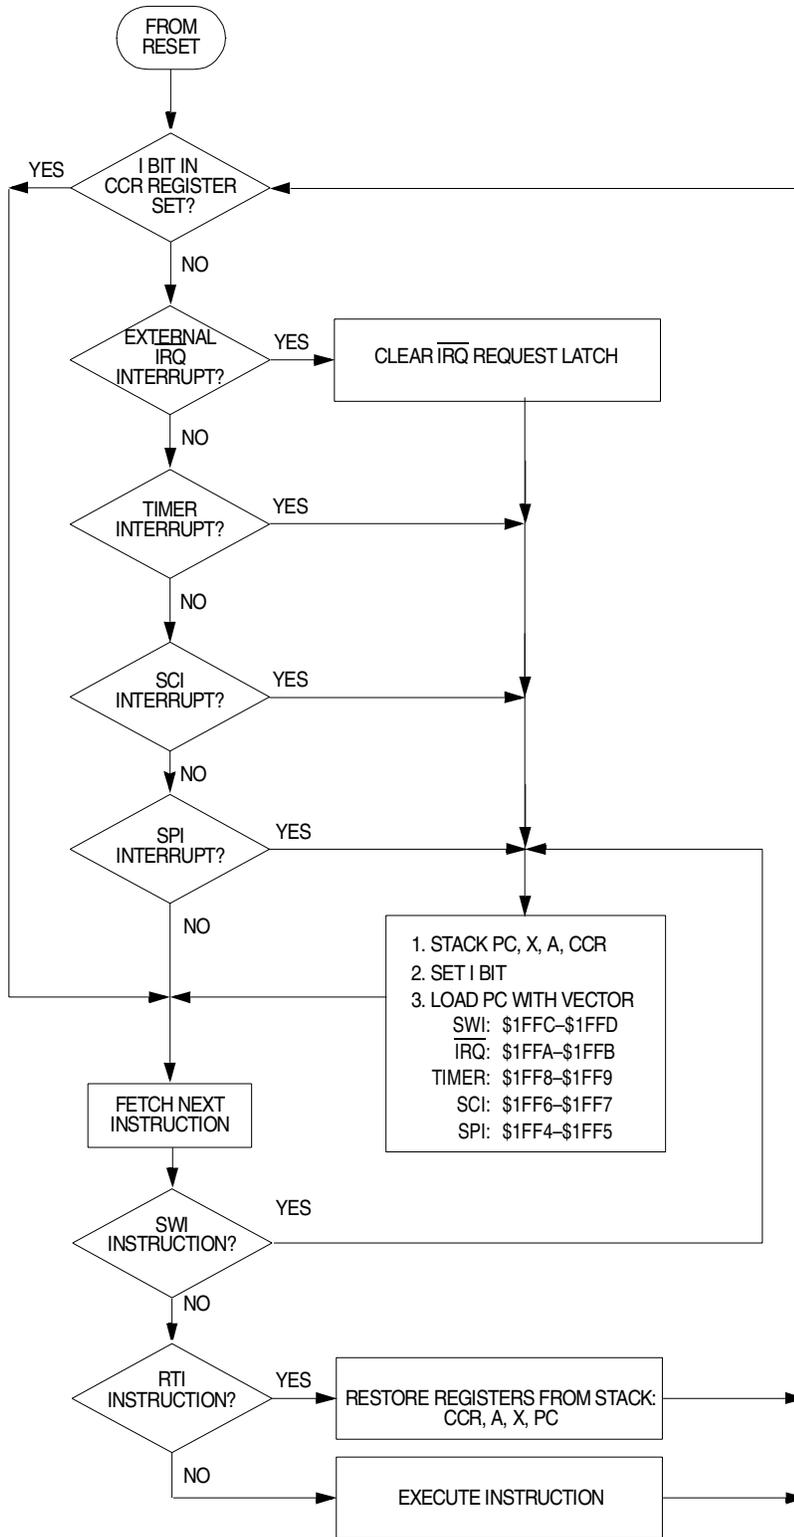 FROM
RESET
YES
I BIT IN
CCR REGISTER
SET?
NO
EXTERNAL
IRQ
INTERRUPT?
YES
CLEAR IRQ REQUEST LATCH
NO
TIMER
INTERRUPT?
YES
NO
SCI
INTERRUPT?
YES
NO
SPI
INTERRUPT?
YES
NO
1. STACK PC, X, A, CCR
2. SET I BIT
3. LOAD PC WITH VECTOR
SWI: $1FFC–$1FFD
IRQ: $1FFA–$1FFB
TIMER: $1FF8–$1FF9
SCI: $1FF6–$1FF7
SPI: $1FF4–$1FF5
FETCH NEXT
INSTRUCTION
SWI
INSTRUCTION?
YES
NO
RTI
INSTRUCTION?
YES
RESTORE REGISTERS FROM STACK:
CCR, A, X, PC
NO
EXECUTE INSTRUCTION